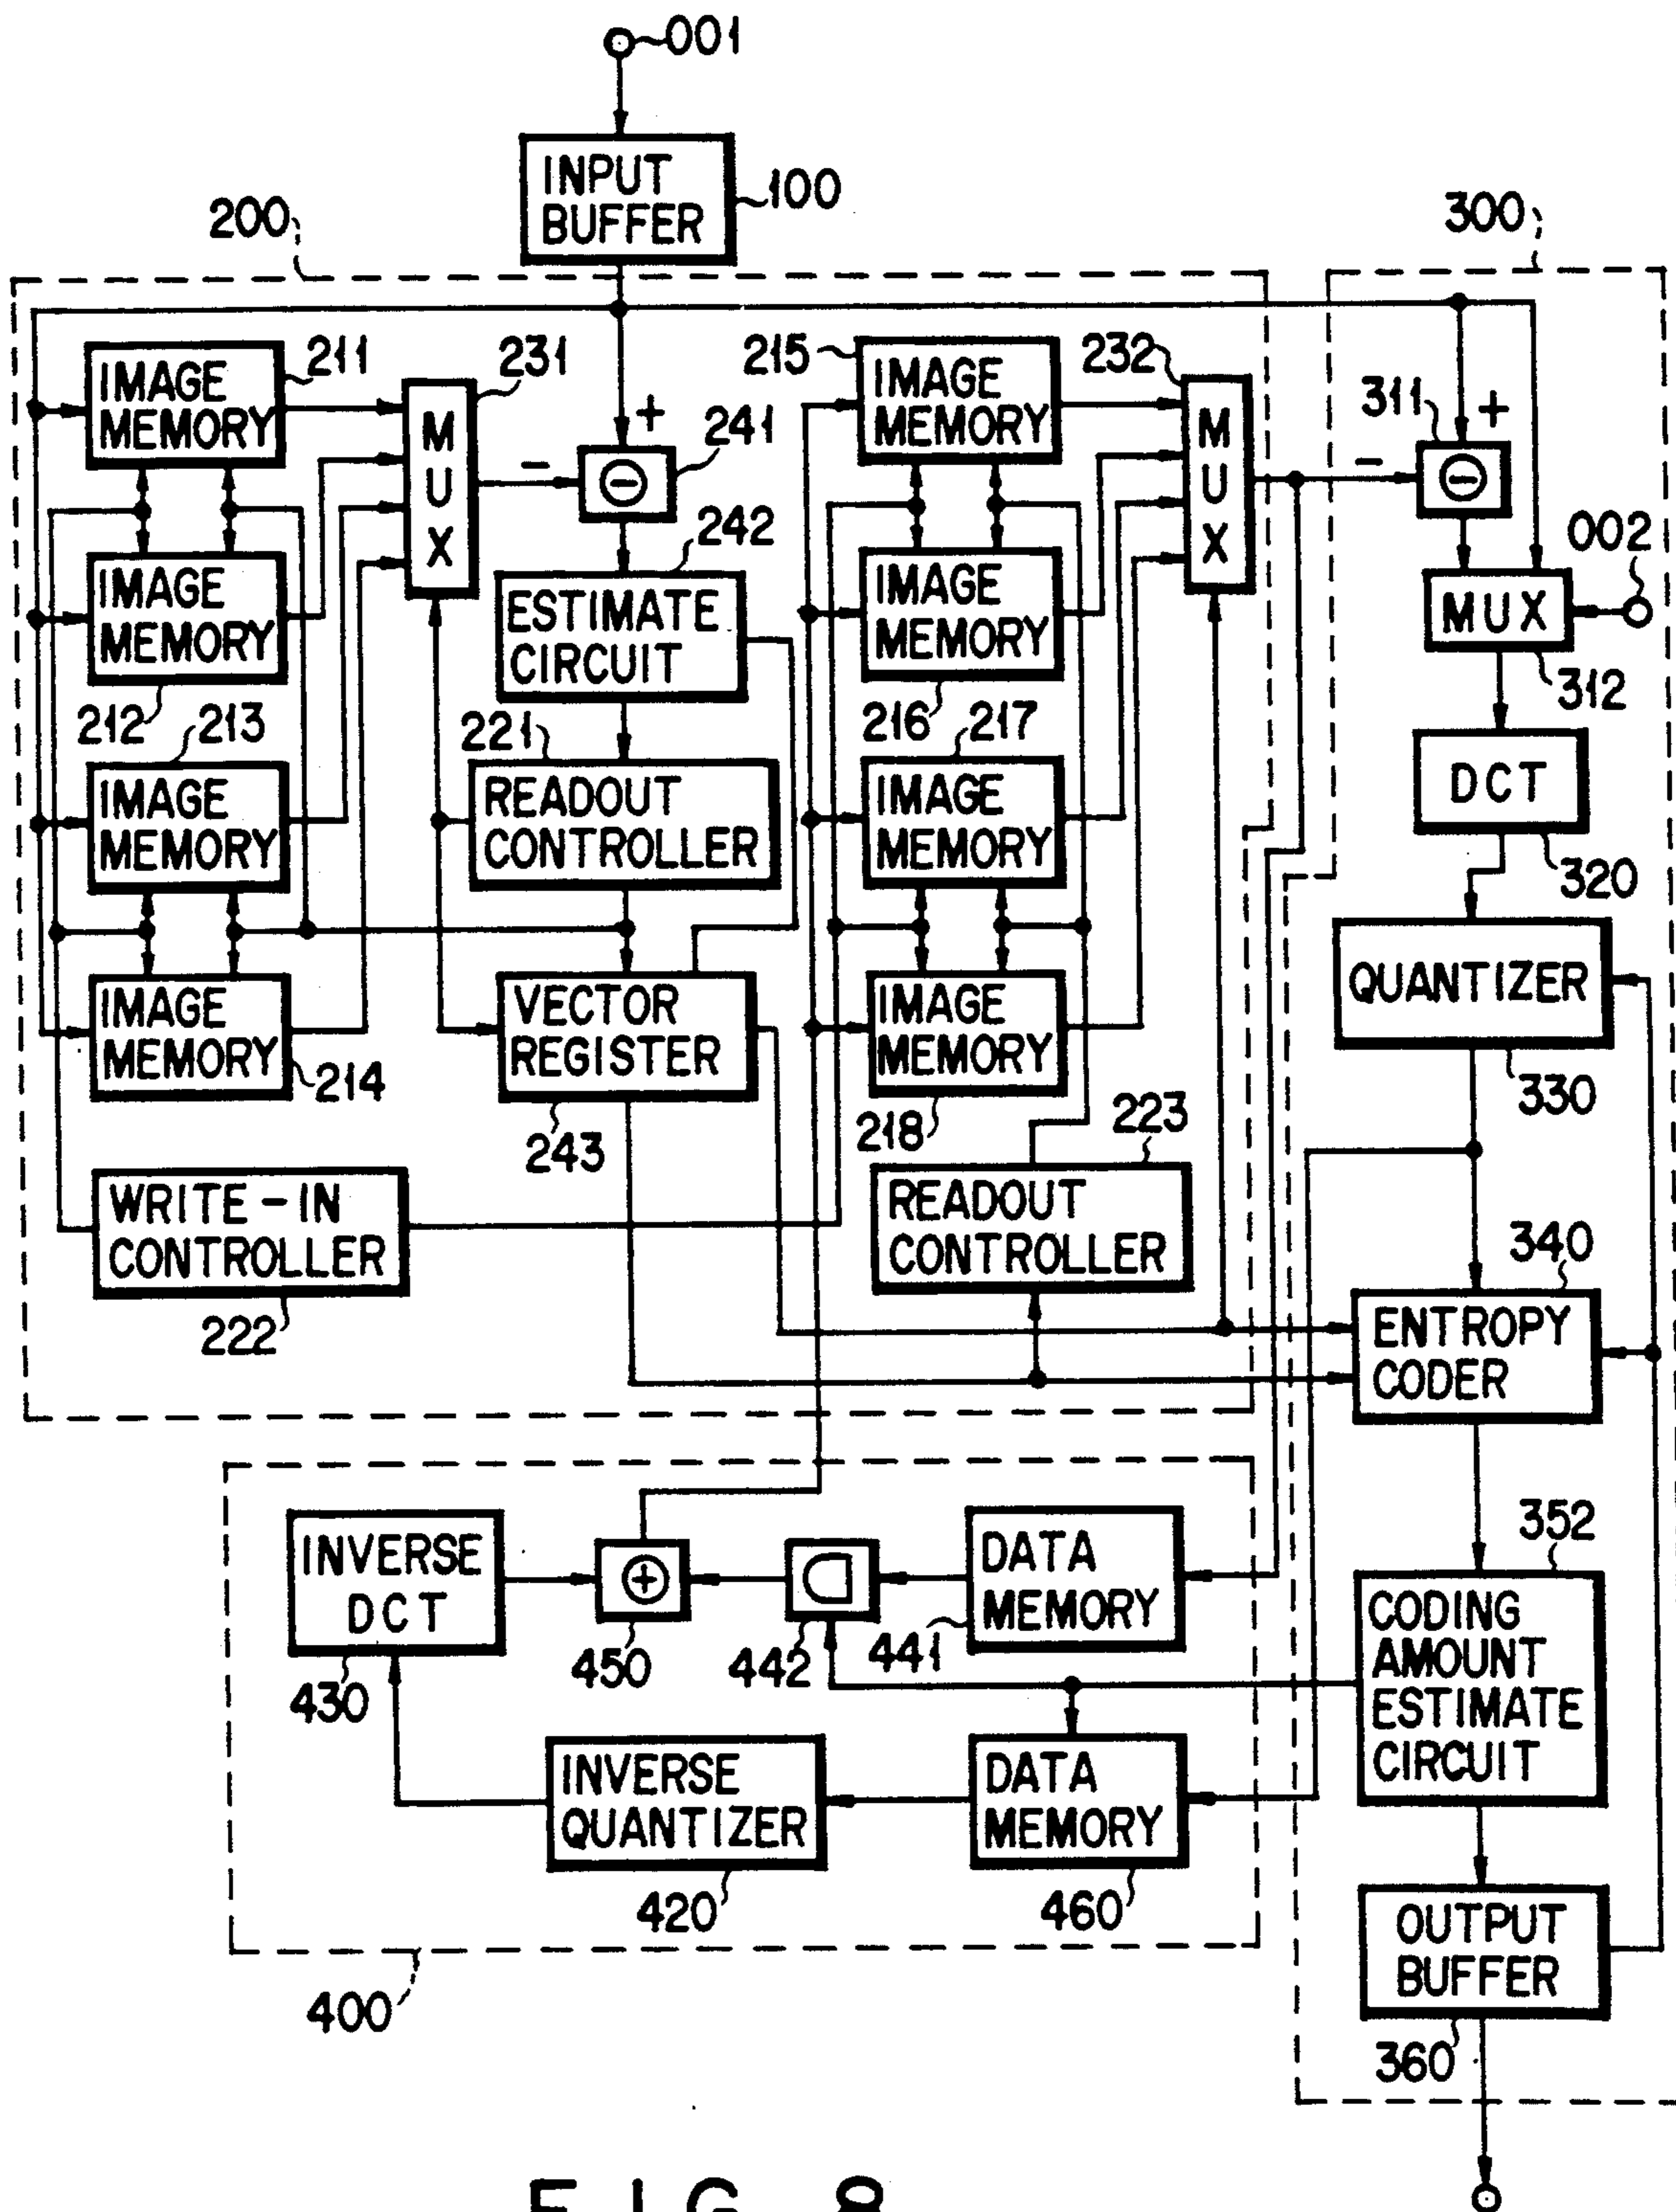 001
INPUT
BUFFER
100
200
300
IMAGE
MEMORY
211
231
MUX
+
241
−
⊖
215
IMAGE
MEMORY
232
MUX
311
+
−
⊖
002
242
ESTIMATE
CIRCUIT
IMAGE
MEMORY
212
IMAGE
MEMORY
216
MUX
312
213
IMAGE
MEMORY
221
READOUT
CONTROLLER
217
IMAGE
MEMORY
DCT
320
QUANTIZER
330
IMAGE
MEMORY
214
VECTOR
REGISTER
243
IMAGE
MEMORY
218
223
READOUT
CONTROLLER
WRITE-IN
CONTROLLER
222
340
ENTROPY
CODER
INVERSE
DCT
430
⊕
450
442
DATA
MEMORY
441
352
CODING
AMOUNT
ESTIMATE
CIRCUIT
INVERSE
QUANTIZER
420
DATA
MEMORY
460
400
OUTPUT
BUFFER
360
FIG. 8